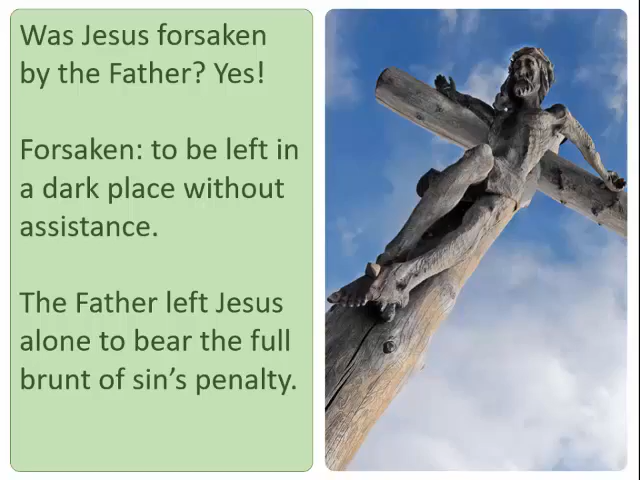 Was Jesus forsaken
by the Father? Yes!
Forsaken: to be left in
a dark place without
assistance.
The Father left Jesus
alone to bear the full
brunt of sin’s penalty.